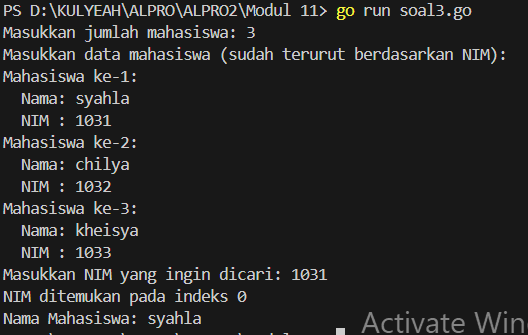 PS D:\KULYEAH\ALPRO\ALPRO2\Modul 11> go run soal3.go
Masukkan jumlah mahasiswa: 3
Masukkan data mahasiswa (sudah terurut berdasarkan NIM):
Mahasiswa ke-1:
  Nama: syahla
  NIM : 1031
Mahasiswa ke-2:
  Nama: chilya
  NIM : 1032
Mahasiswa ke-3:
  Nama: kheisya
  NIM : 1033
Masukkan NIM yang ingin dicari: 1031
NIM ditemukan pada indeks 0
Nama Mahasiswa: syahla
Activate Win